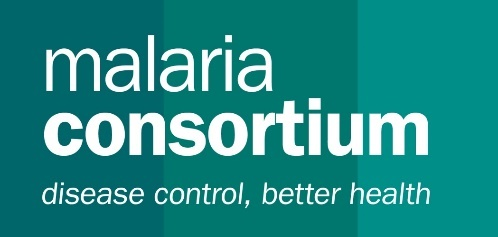 malaria
consortium
disease control, better health